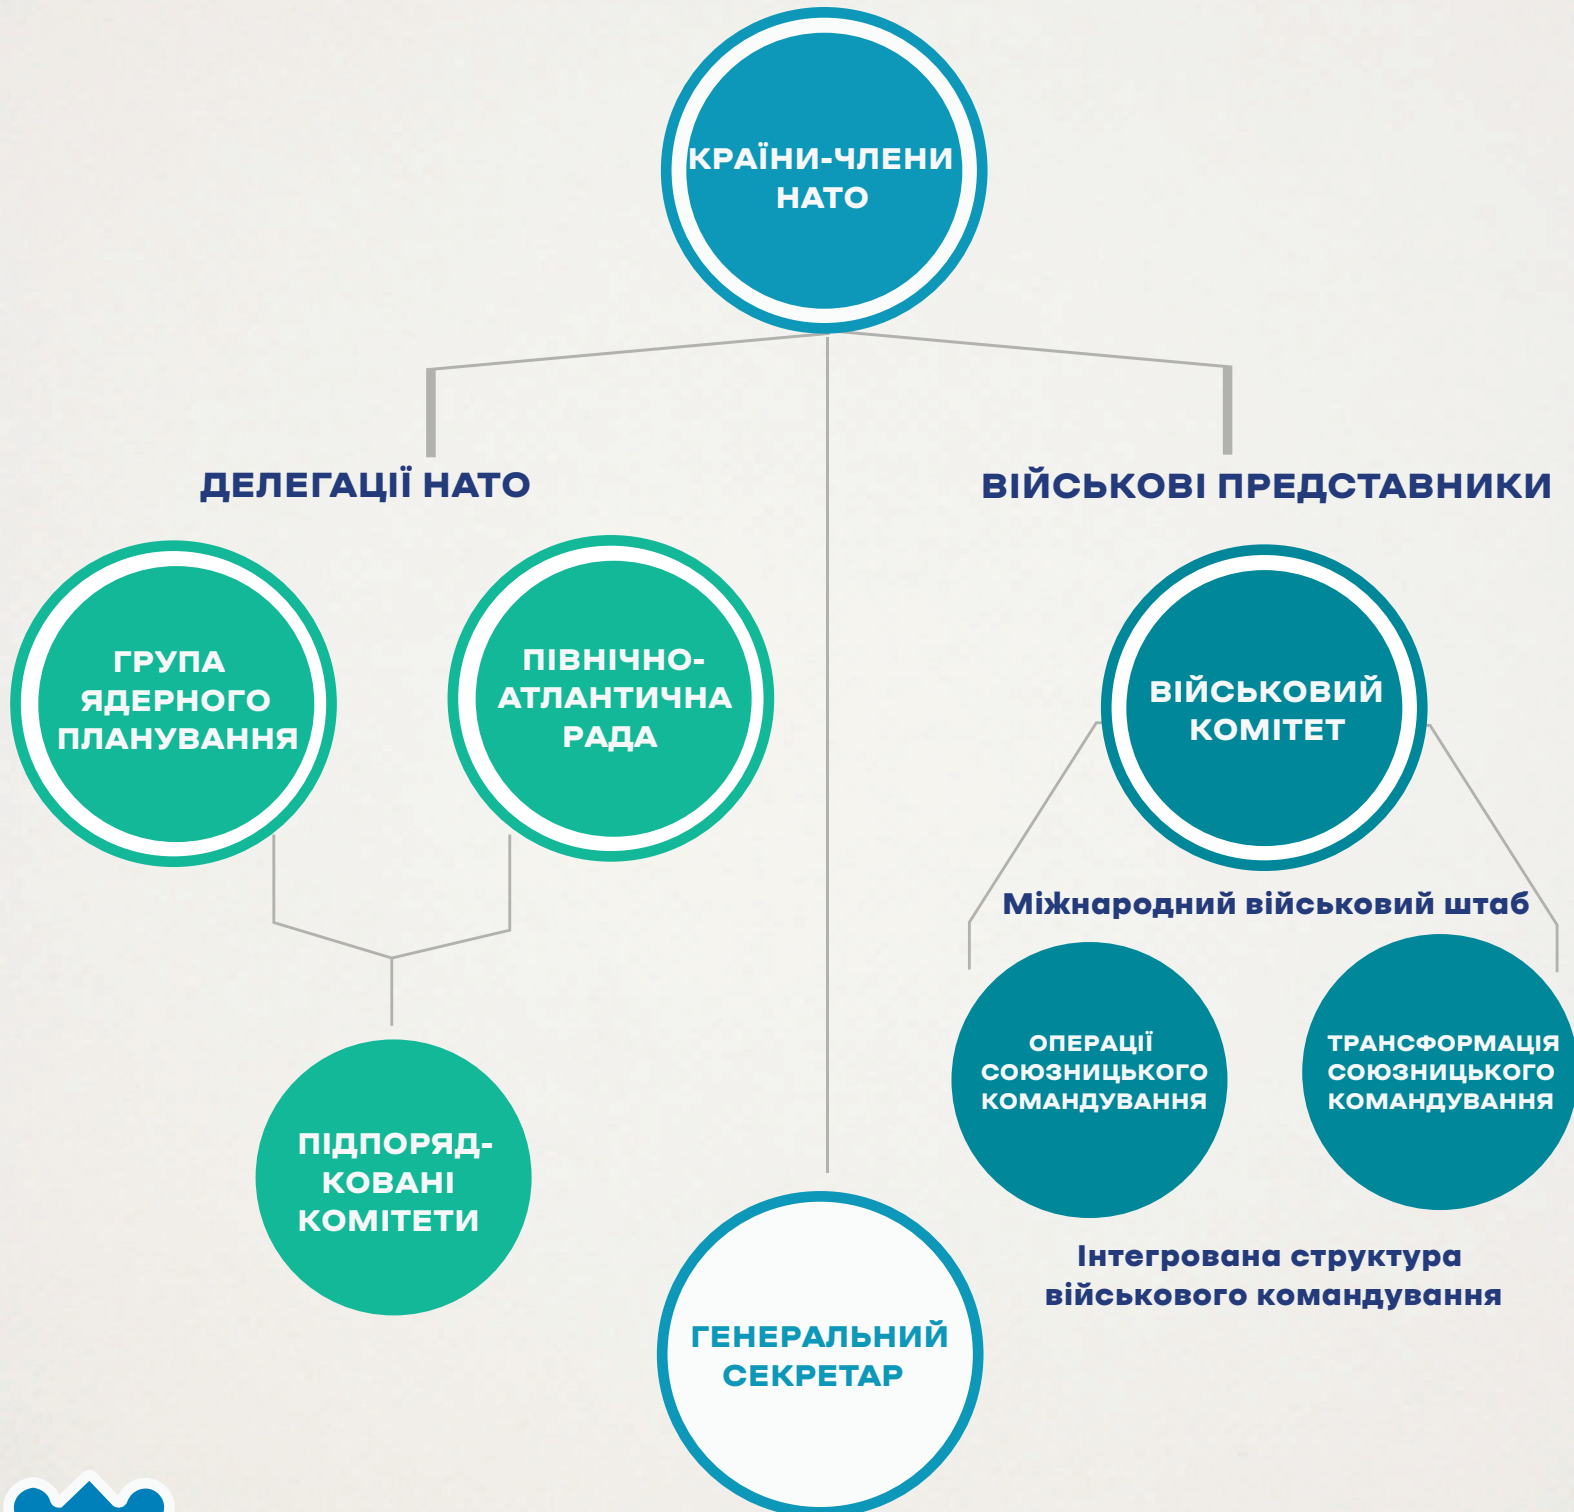 КРАЇНИ-ЧЛЕНИ
НАТО
ДЕЛЕГАЦІЇ НАТО
ВІЙСЬКОВІ ПРЕДСТАВНИКИ
ГРУПА
ЯДЕРНОГО
ПЛАНУВАННЯ
ПІВНІЧНО-
АТЛАНТИЧНА
РАДА
ВІЙСЬКОВИЙ
КОМІТЕТ
Міжнародний військовий штаб
ОПЕРАЦІЇ
СОЮЗНИЦЬКОГО
КОМАНДУВАННЯ
ТРАНСФОРМАЦІЯ
СОЮЗНИЦЬКОГО
КОМАНДУВАННЯ
ПІДПОРЯД-
КОВАНІ
КОМІТЕТИ
Інтегрована структура
військового командування
ГЕНЕРАЛЬНИЙ
СЕКРЕТАР